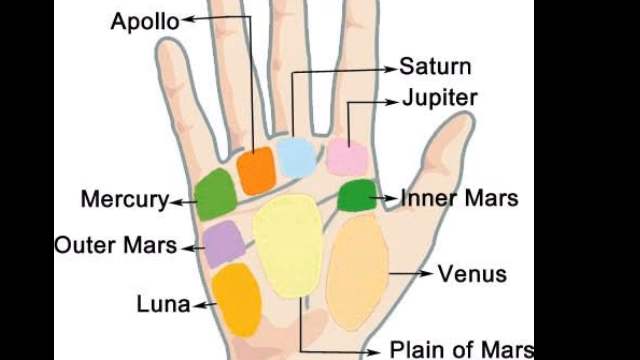 Apollo
Saturn
Jupiter
Mercury
Inner Mars
Outer Mars
Venus
Luna
Plain of Mars